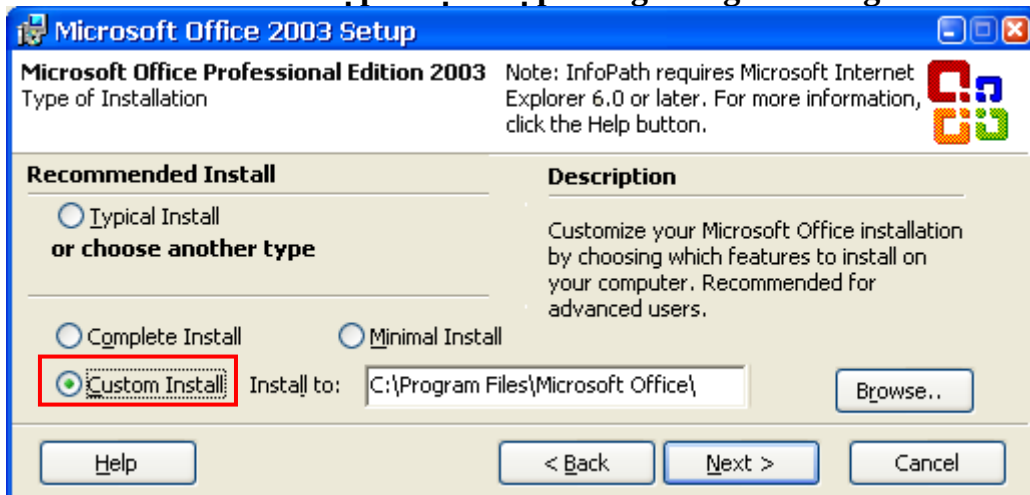 Microsoft Office 2003 Setup
Microsoft Office Professional Edition 2003
Type of Installation
Note: InfoPath requires Microsoft Internet
Explorer 6.0 or later. For more information,
click the Help button.
Recommended Install
Typical Install
or choose another type
Description
Customize your Microsoft Office installation
by choosing which features to install on
your computer. Recommended for
advanced users.
Complete Install
Minimal Install
Custom Install
Install to:
C:\Program Files\Microsoft Office\
Browse..
Help
< Back
Next >
Cancel